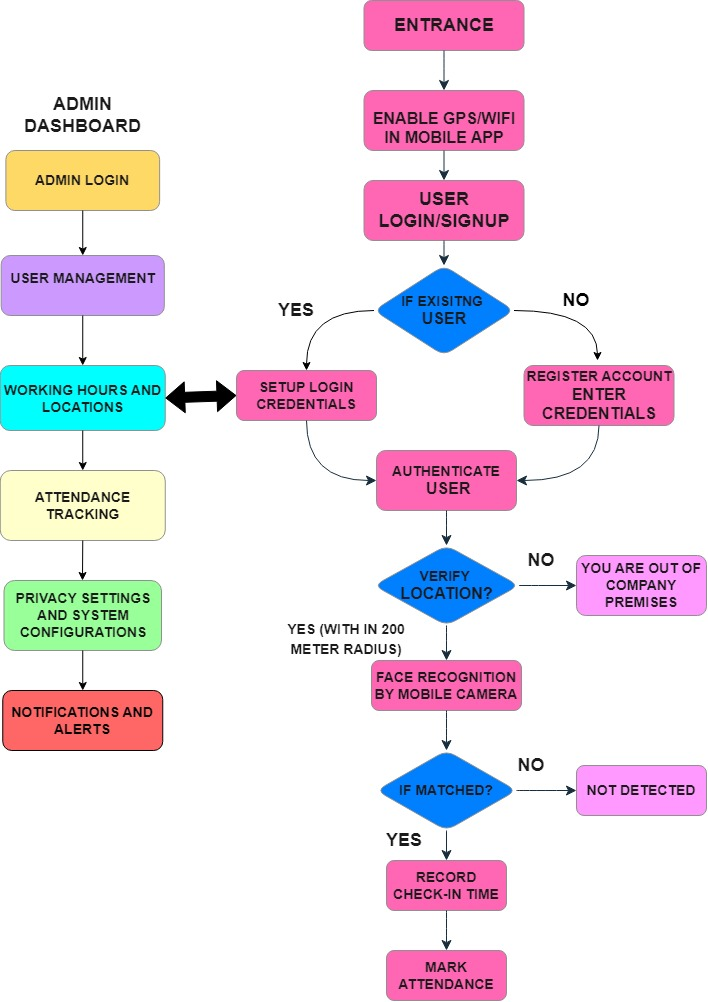 ENTRANCE
ENABLE GPS/WIFI
IN MOBILE APP
USER
LOGIN/SIGNUP
IF EXISITNG
USER
YES
NO
SETUP LOGIN
CREDENTIALS
REGISTER ACCOUNT
ENTER
CREDENTIALS
AUTHENTICATE
USER
VERIFY
LOCATION?
NO
YOU ARE OUT OF
COMPANY
PREMISES
YES (WITH IN 200
METER RADIUS)
FACE RECOGNITION
BY MOBILE CAMERA
IF MATCHED?
NO
NOT DETECTED
YES
RECORD
CHECK-IN TIME
MARK
ATTENDANCE
ADMIN
DASHBOARD
ADMIN LOGIN
USER MANAGEMENT
WORKING HOURS AND
LOCATIONS
ATTENDANCE
TRACKING
PRIVACY SETTINGS
AND SYSTEM
CONFIGURATIONS
NOTIFICATIONS AND
ALERTS